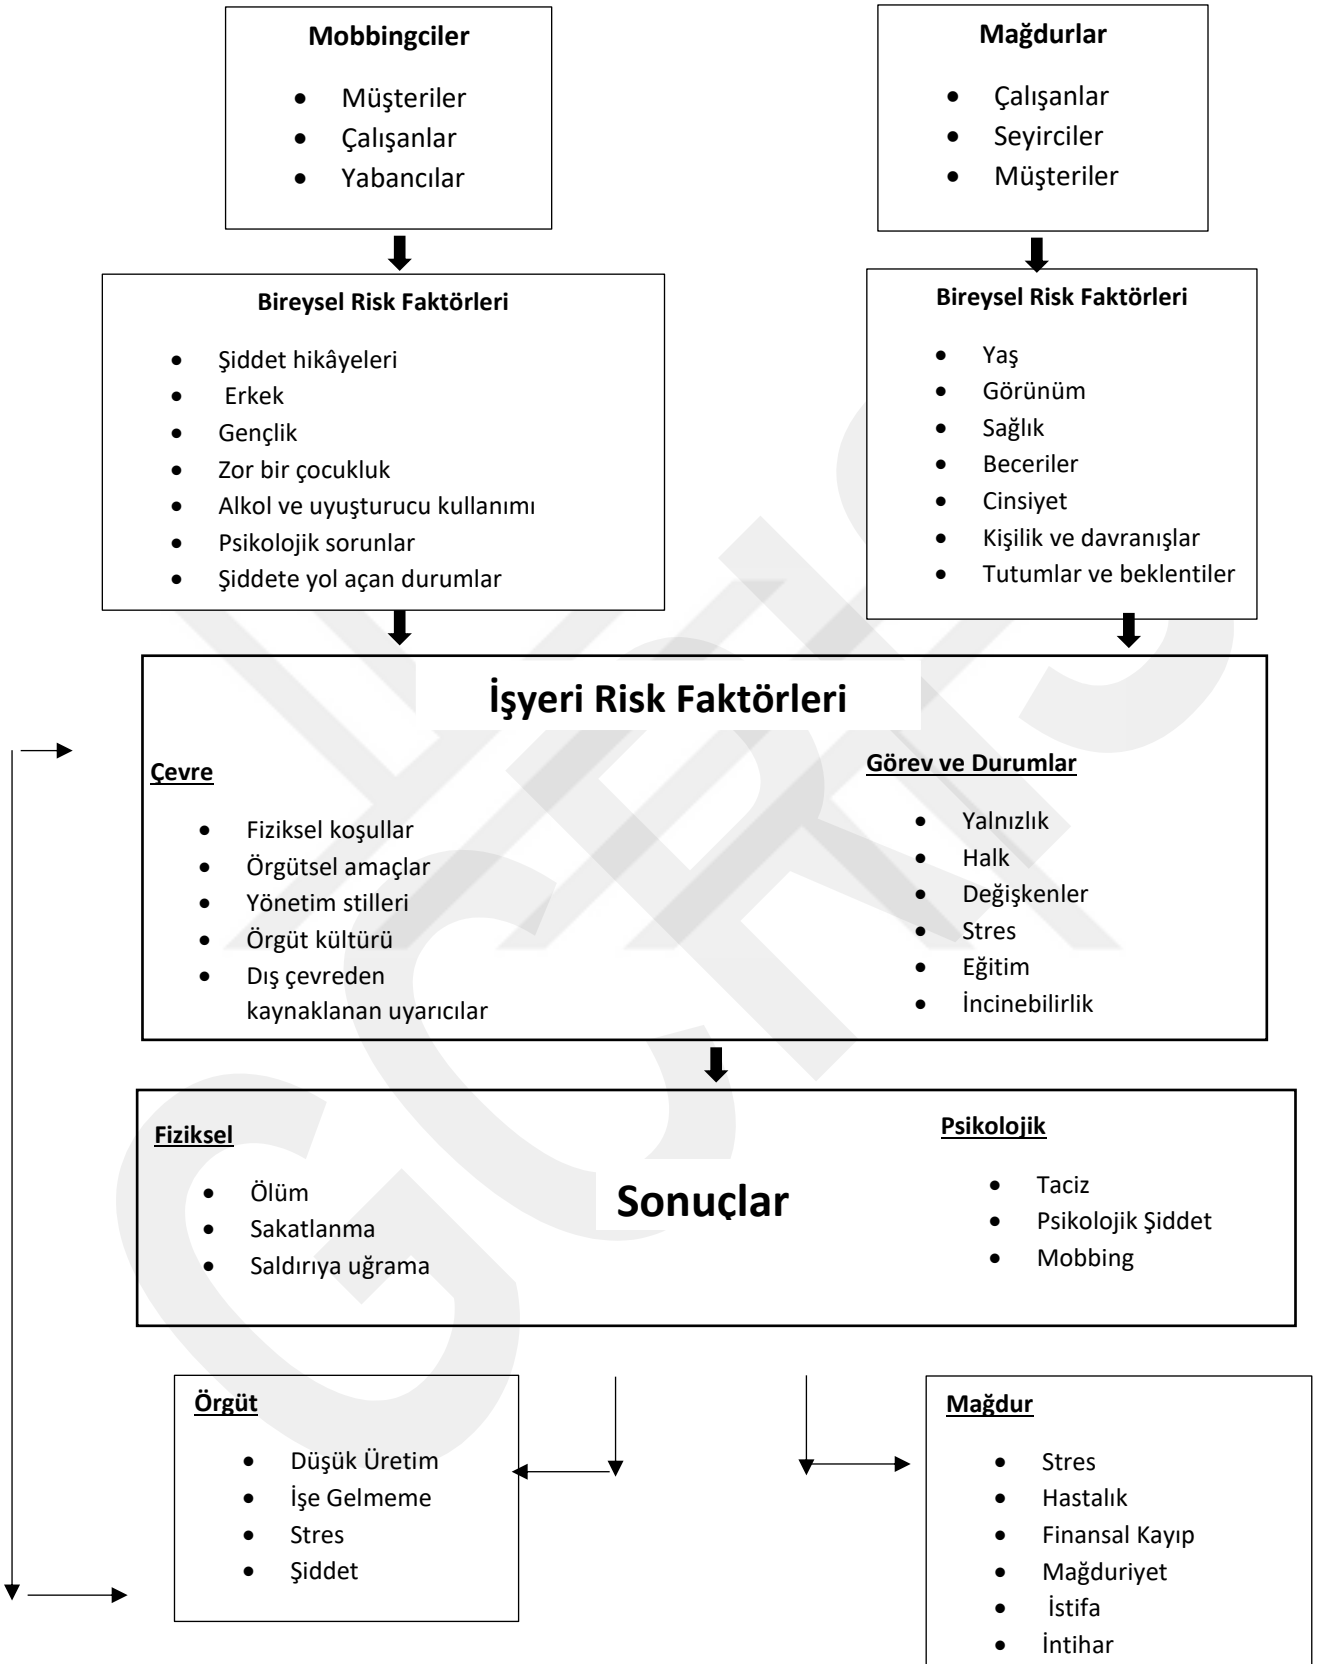 Mobbingciler
• Müşteriler
• Çalışanlar
• Yabancılar
Mağdurlar
• Çalışanlar
• Seyirciler
• Müşteriler
Bireysel Risk Faktörleri
• Şiddet hikâyeleri
• Erkek
• Gençlik
• Zor bir çocukluk
• Alkol ve uyuşturucu kullanımı
• Psikolojik sorunlar
• Şiddete yol açan durumlar
Bireysel Risk Faktörleri
• Yaş
• Görünüm
• Sağlık
• Beceriler
• Cinsiyet
• Kişilik ve davranışlar
• Tutumlar ve beklentiler
İşyeri Risk Faktörleri
Çevre
• Fiziksel koşullar
• Örgütsel amaçlar
• Yönetim stilleri
• Örgüt kültürü
• Dış çevreden
kaynaklanan uyarıcılar
Görev ve Durumlar
• Yalnızlık
• Halk
• Değişkenler
• Stres
• Eğitim
• İncinebilirlik
Fiziksel
• Ölüm
• Sakatlanma
• Saldırıya uğrama
Sonuçlar
Psikolojik
• Taciz
• Psikolojik Şiddet
• Mobbing
Örgüt
• Düşük Üretim
• İşe Gelmeme
• Stres
• Şiddet
Mağdur
• Stres
• Hastalık
• Finansal Kayıp
• Mağduriyet
• İstifa
• İntihar
GCRIS